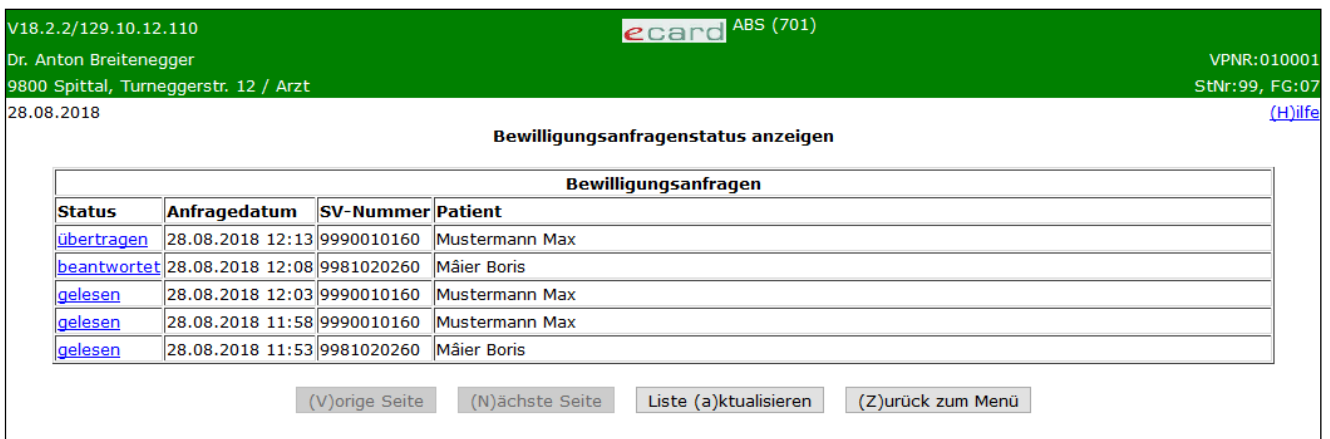 V18.2.2/129.10.12.110 ecard ABS (701)
Dr. Anton Breitenegger VPNR:010001
9800 Spittal, Turneggerstr. 12 / Arzt StNr:99, FG:07
28.08.2018 (H)ilfe
Bewilligungsanfragenstatus anzeigen
Bewilligungsanfragen
Status Anfragedatum SV-Nummer Patient
übertragen 28.08.2018 12:13 9990010160 Mustermann Max
beantwortet 28.08.2018 12:08 9981020260 Mâier Boris
gelesen 28.08.2018 12:03 9990010160 Mustermann Max
gelesen 28.08.2018 11:58 9990010160 Mustermann Max
gelesen 28.08.2018 11:53 9981020260 Mâier Boris
(V)orige Seite (N)ächste Seite Liste (a)ktualisieren (Z)urück zum Menü